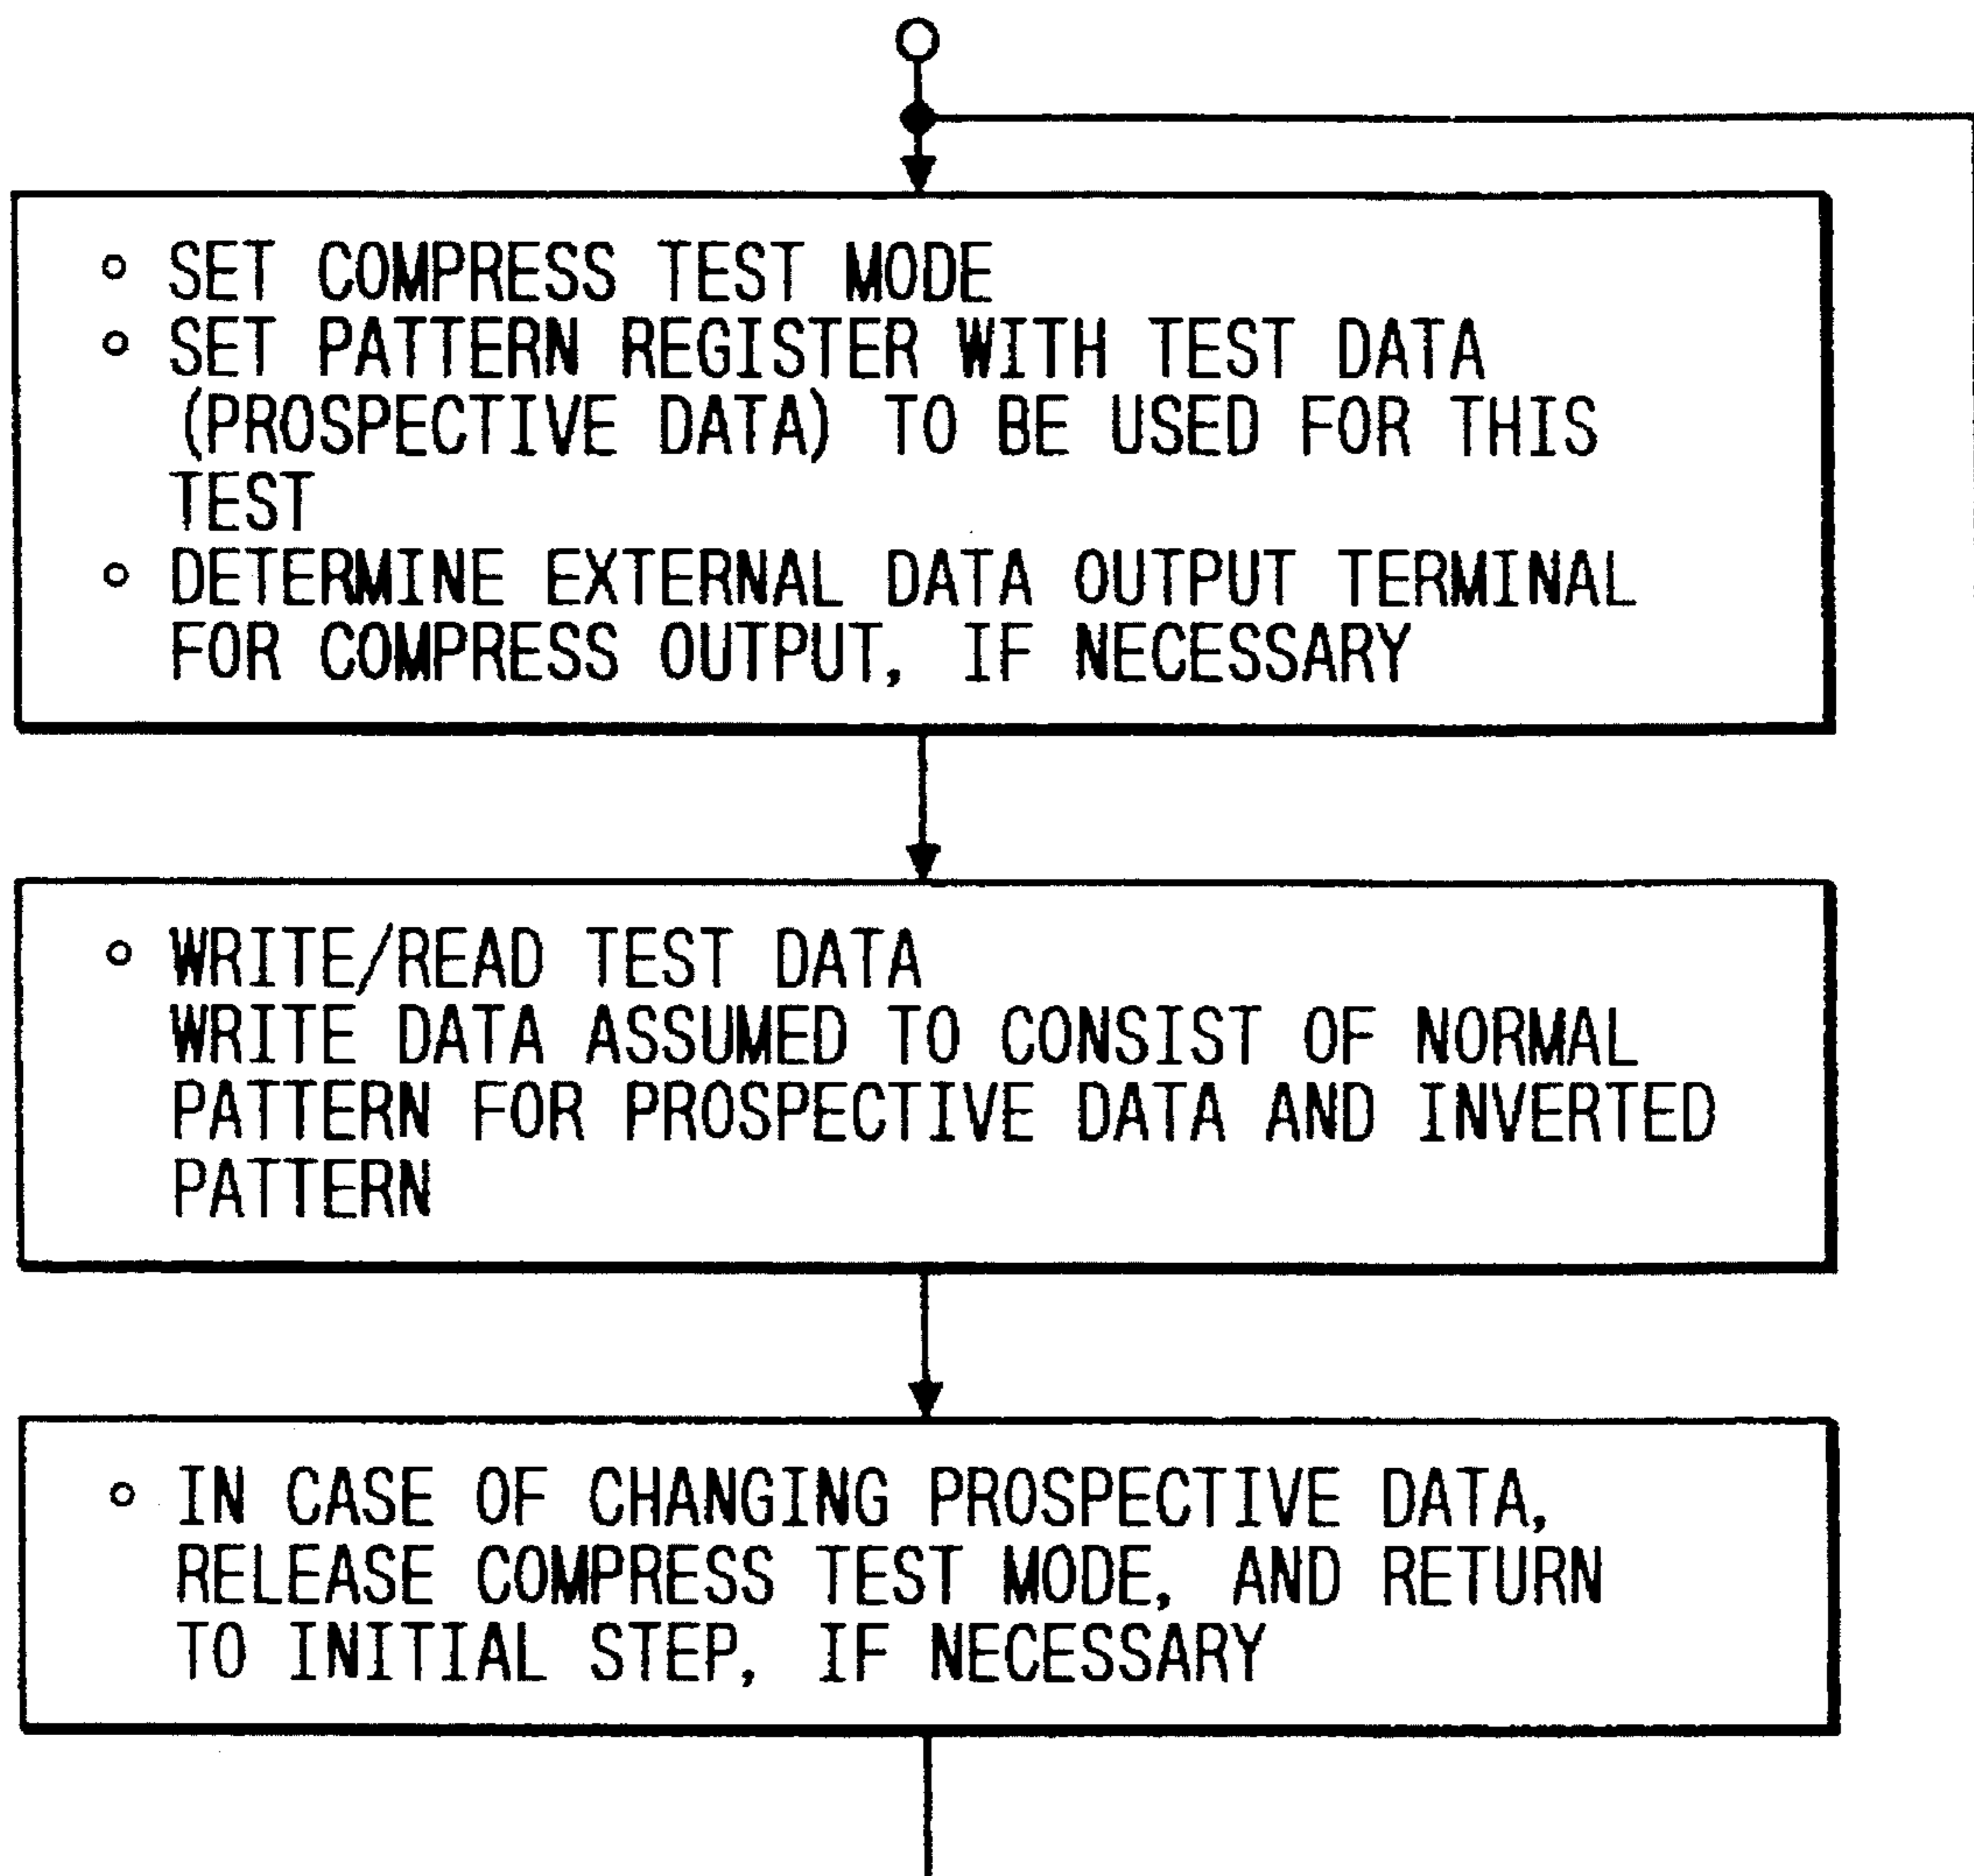 ◦ SET COMPRESS TEST MODE
◦ SET PATTERN REGISTER WITH TEST DATA
(PROSPECTIVE DATA) TO BE USED FOR THIS
TEST
◦ DETERMINE EXTERNAL DATA OUTPUT TERMINAL
FOR COMPRESS OUTPUT, IF NECESSARY
◦ WRITE/READ TEST DATA
WRITE DATA ASSUMED TO CONSIST OF NORMAL
PATTERN FOR PROSPECTIVE DATA AND INVERTED
PATTERN
◦ IN CASE OF CHANGING PROSPECTIVE DATA,
RELEASE COMPRESS TEST MODE, AND RETURN
TO INITIAL STEP, IF NECESSARY